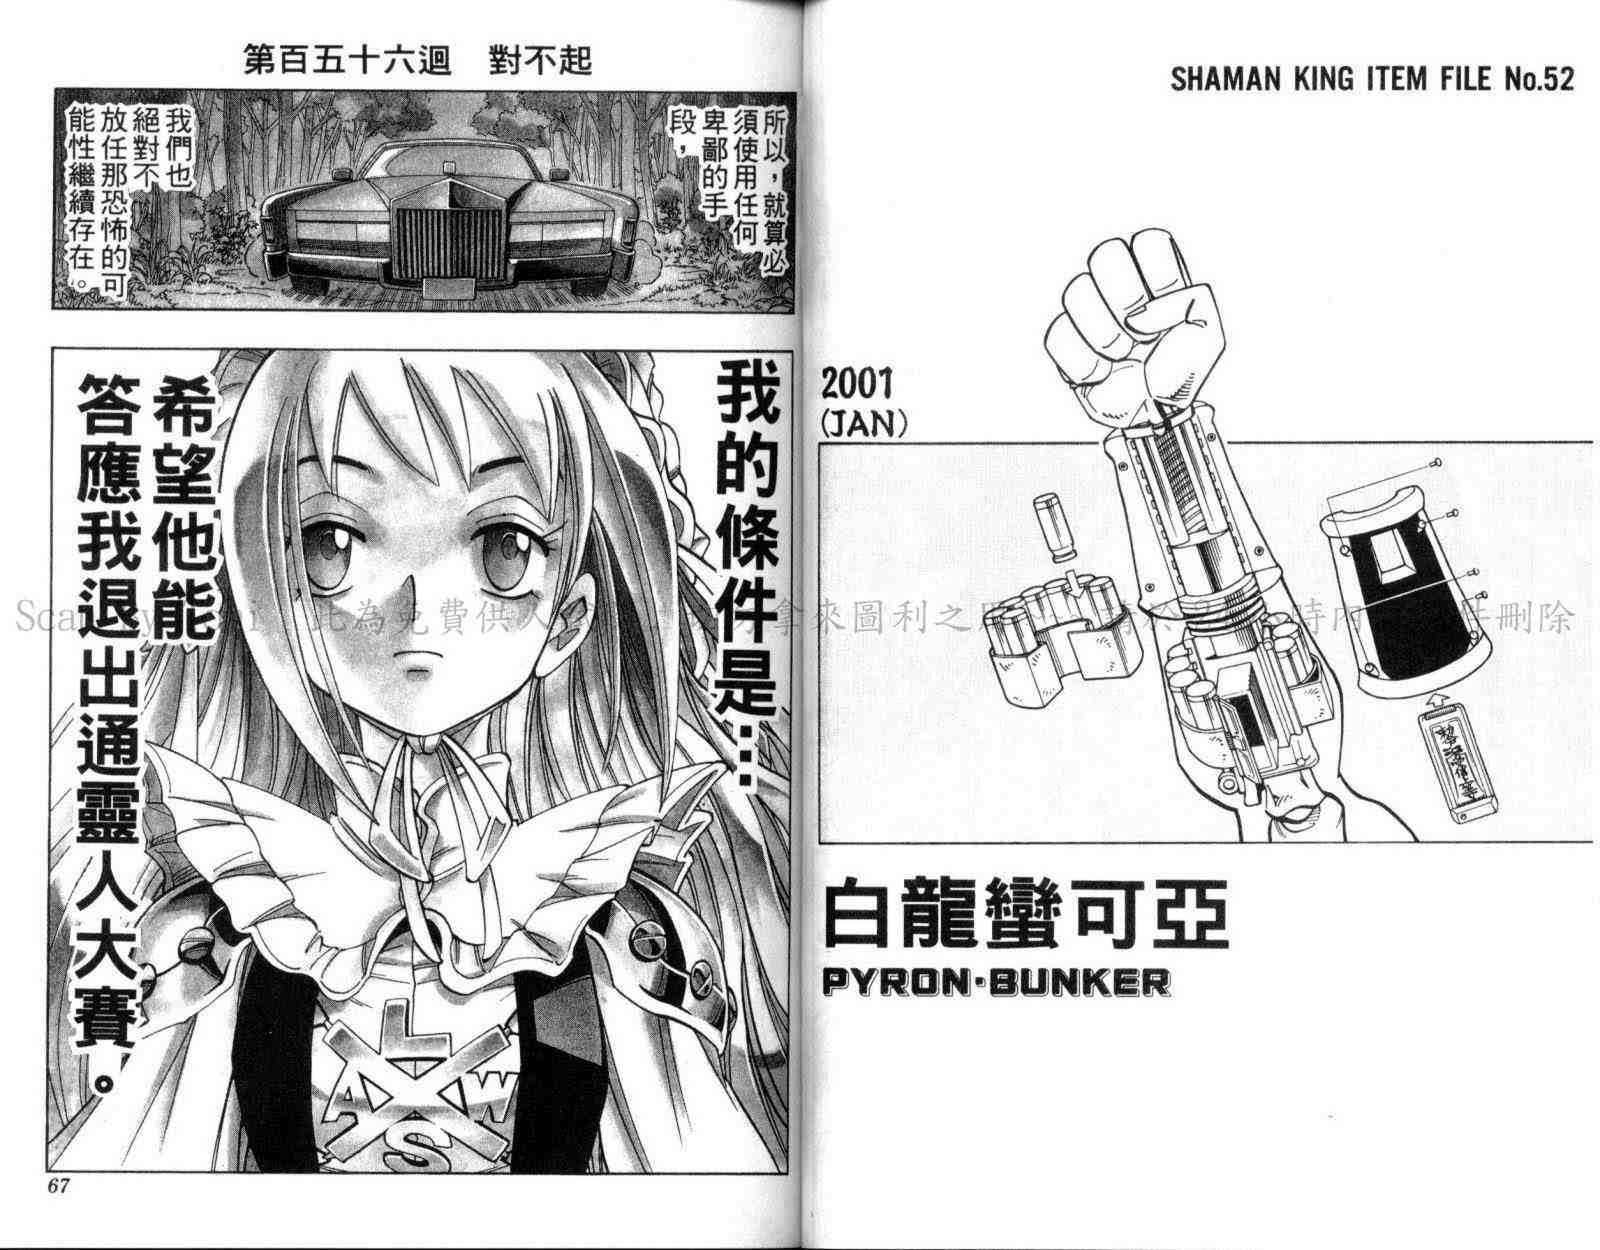 SHAMAN KING ITEM FILE No.52
2001
(JAN)
白龍蠻可亞
PYRON·BUNKER
第百五十六迴 對不起
所以，就算必
須使用任何
卑鄙的手
段，
我們也
絕對不
放任那恐怖的可
能性繼續存在。
我的條件是……
希望他能
答應我退出通靈人大賽。
L
A X W
S
67